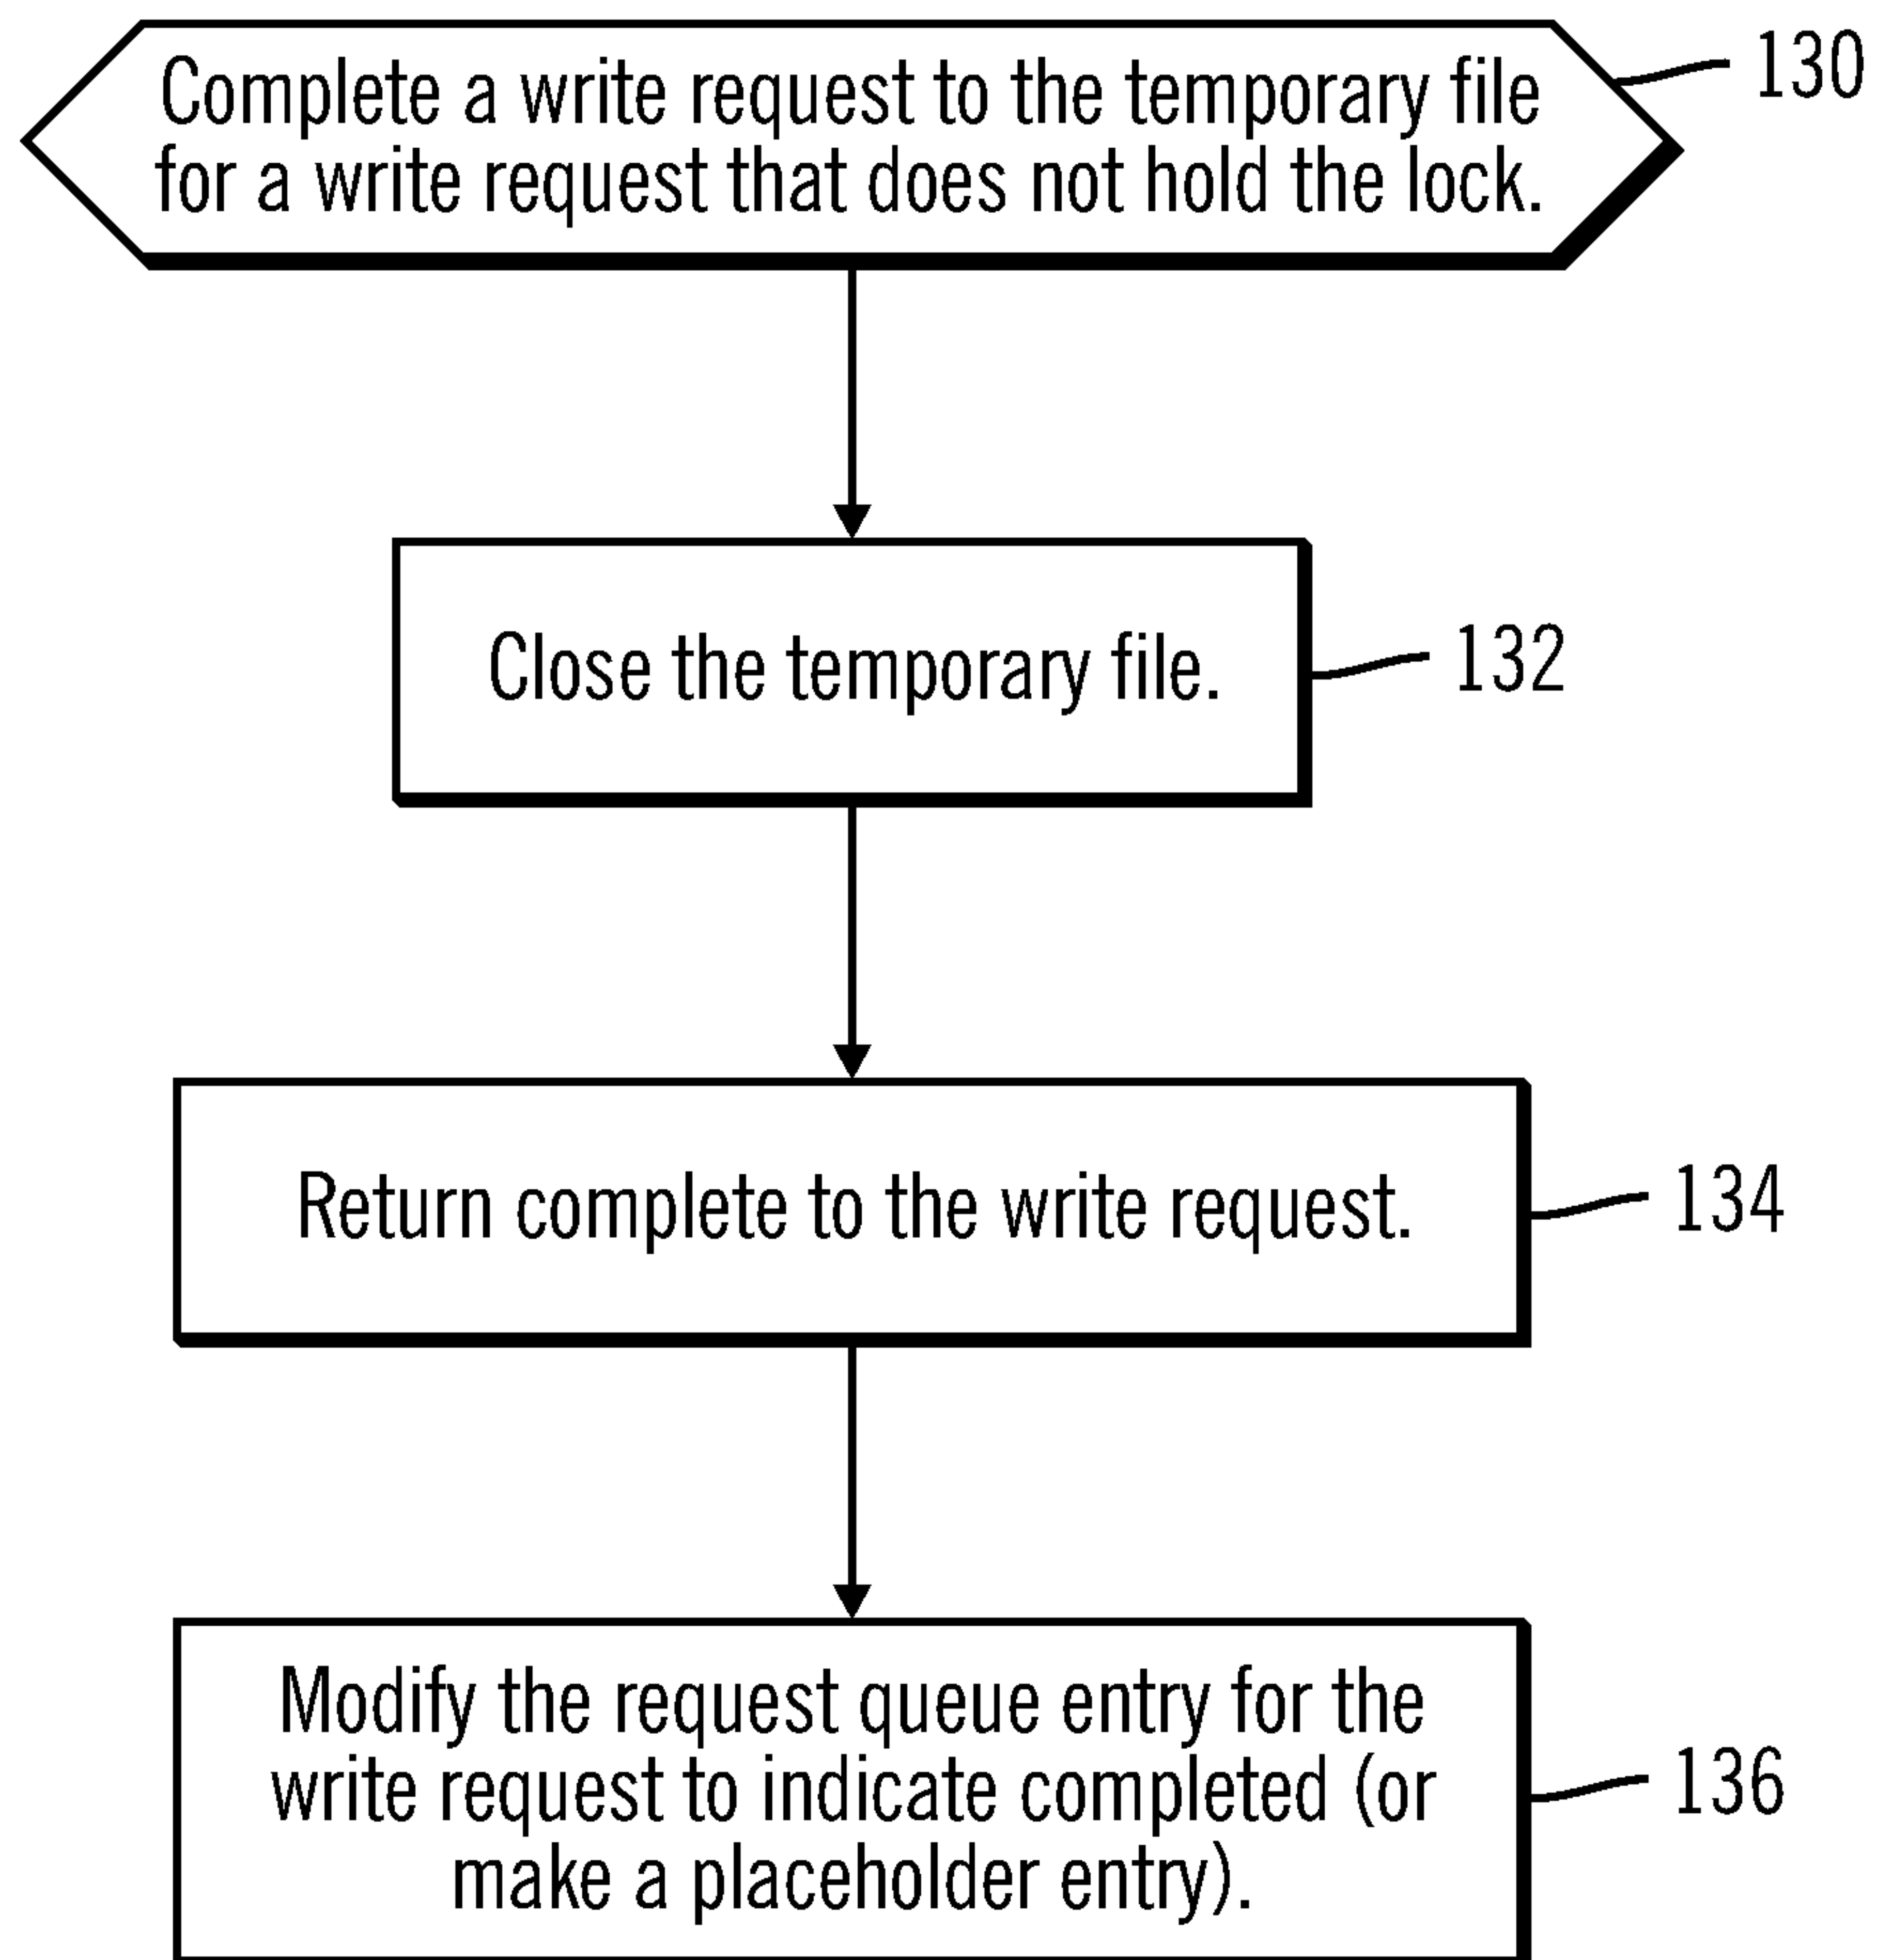 Complete a write request to the temporary file
for a write request that does not hold the lock.
130
Close the temporary file.
132
Return complete to the write request.
134
Modify the request queue entry for the
write request to indicate completed (or
make a placeholder entry).
136